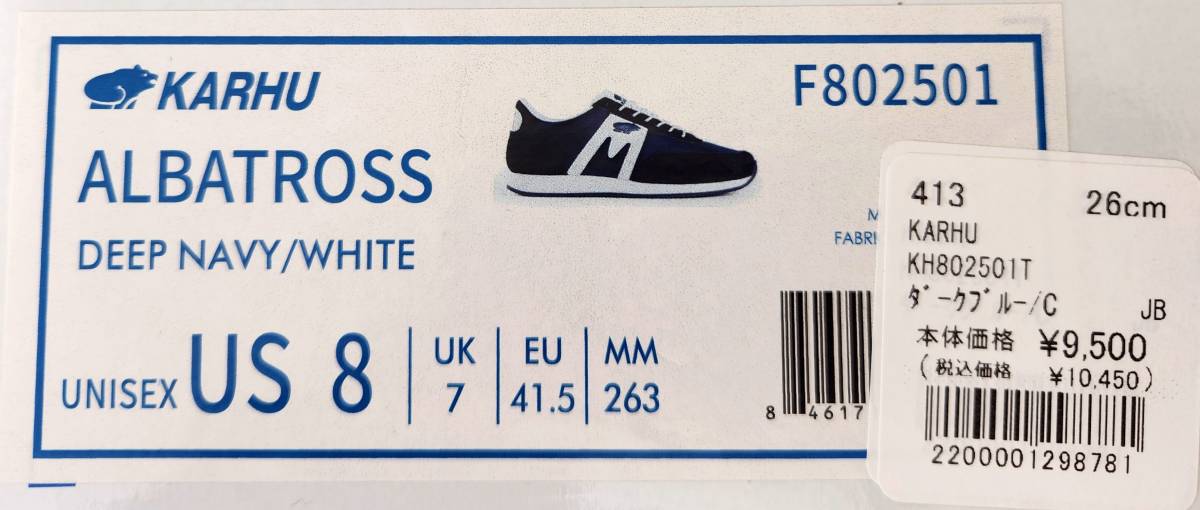 KARHU
F802501
ALBATROSS
DEEP NAVY/WHITE
M
UNISEX US 8
UK
7
EU
41.5
MM
263
8 4617
413 26cm
KARHU
KH802501T
ﾀﾞｰｸﾌﾞﾙｰ/C JB
本体価格 ¥9,500
(税込価格 ¥10,450)
2200001298781